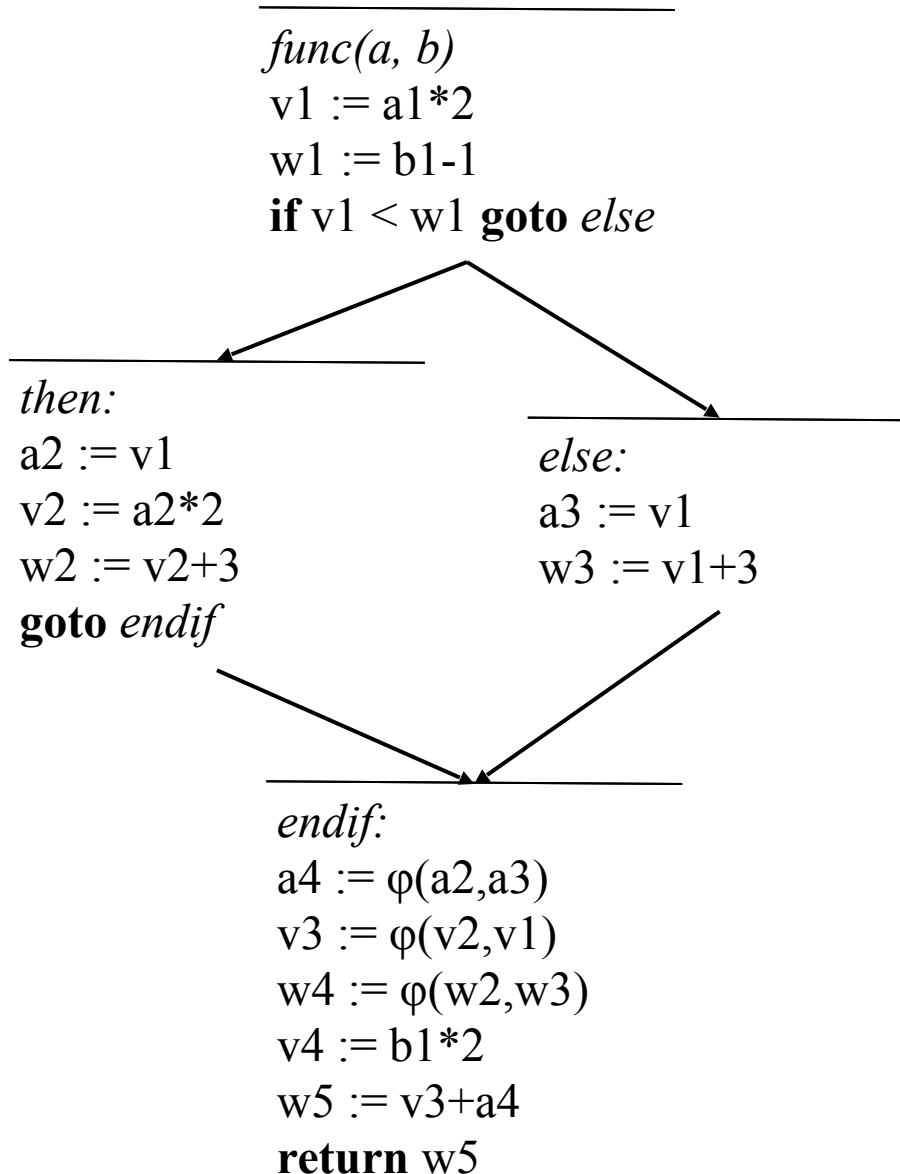 func(a, b)
v1 := a1*2
w1 := b1-1
if v1 < w1 goto else
then:
a2 := v1
v2 := a2*2
w2 := v2+3
goto endif
else:
a3 := v1
w3 := v1+3
endif:
a4 := φ(a2,a3)
v3 := φ(v2,v1)
w4 := φ(w2,w3)
v4 := b1*2
w5 := v3+a4
return w5